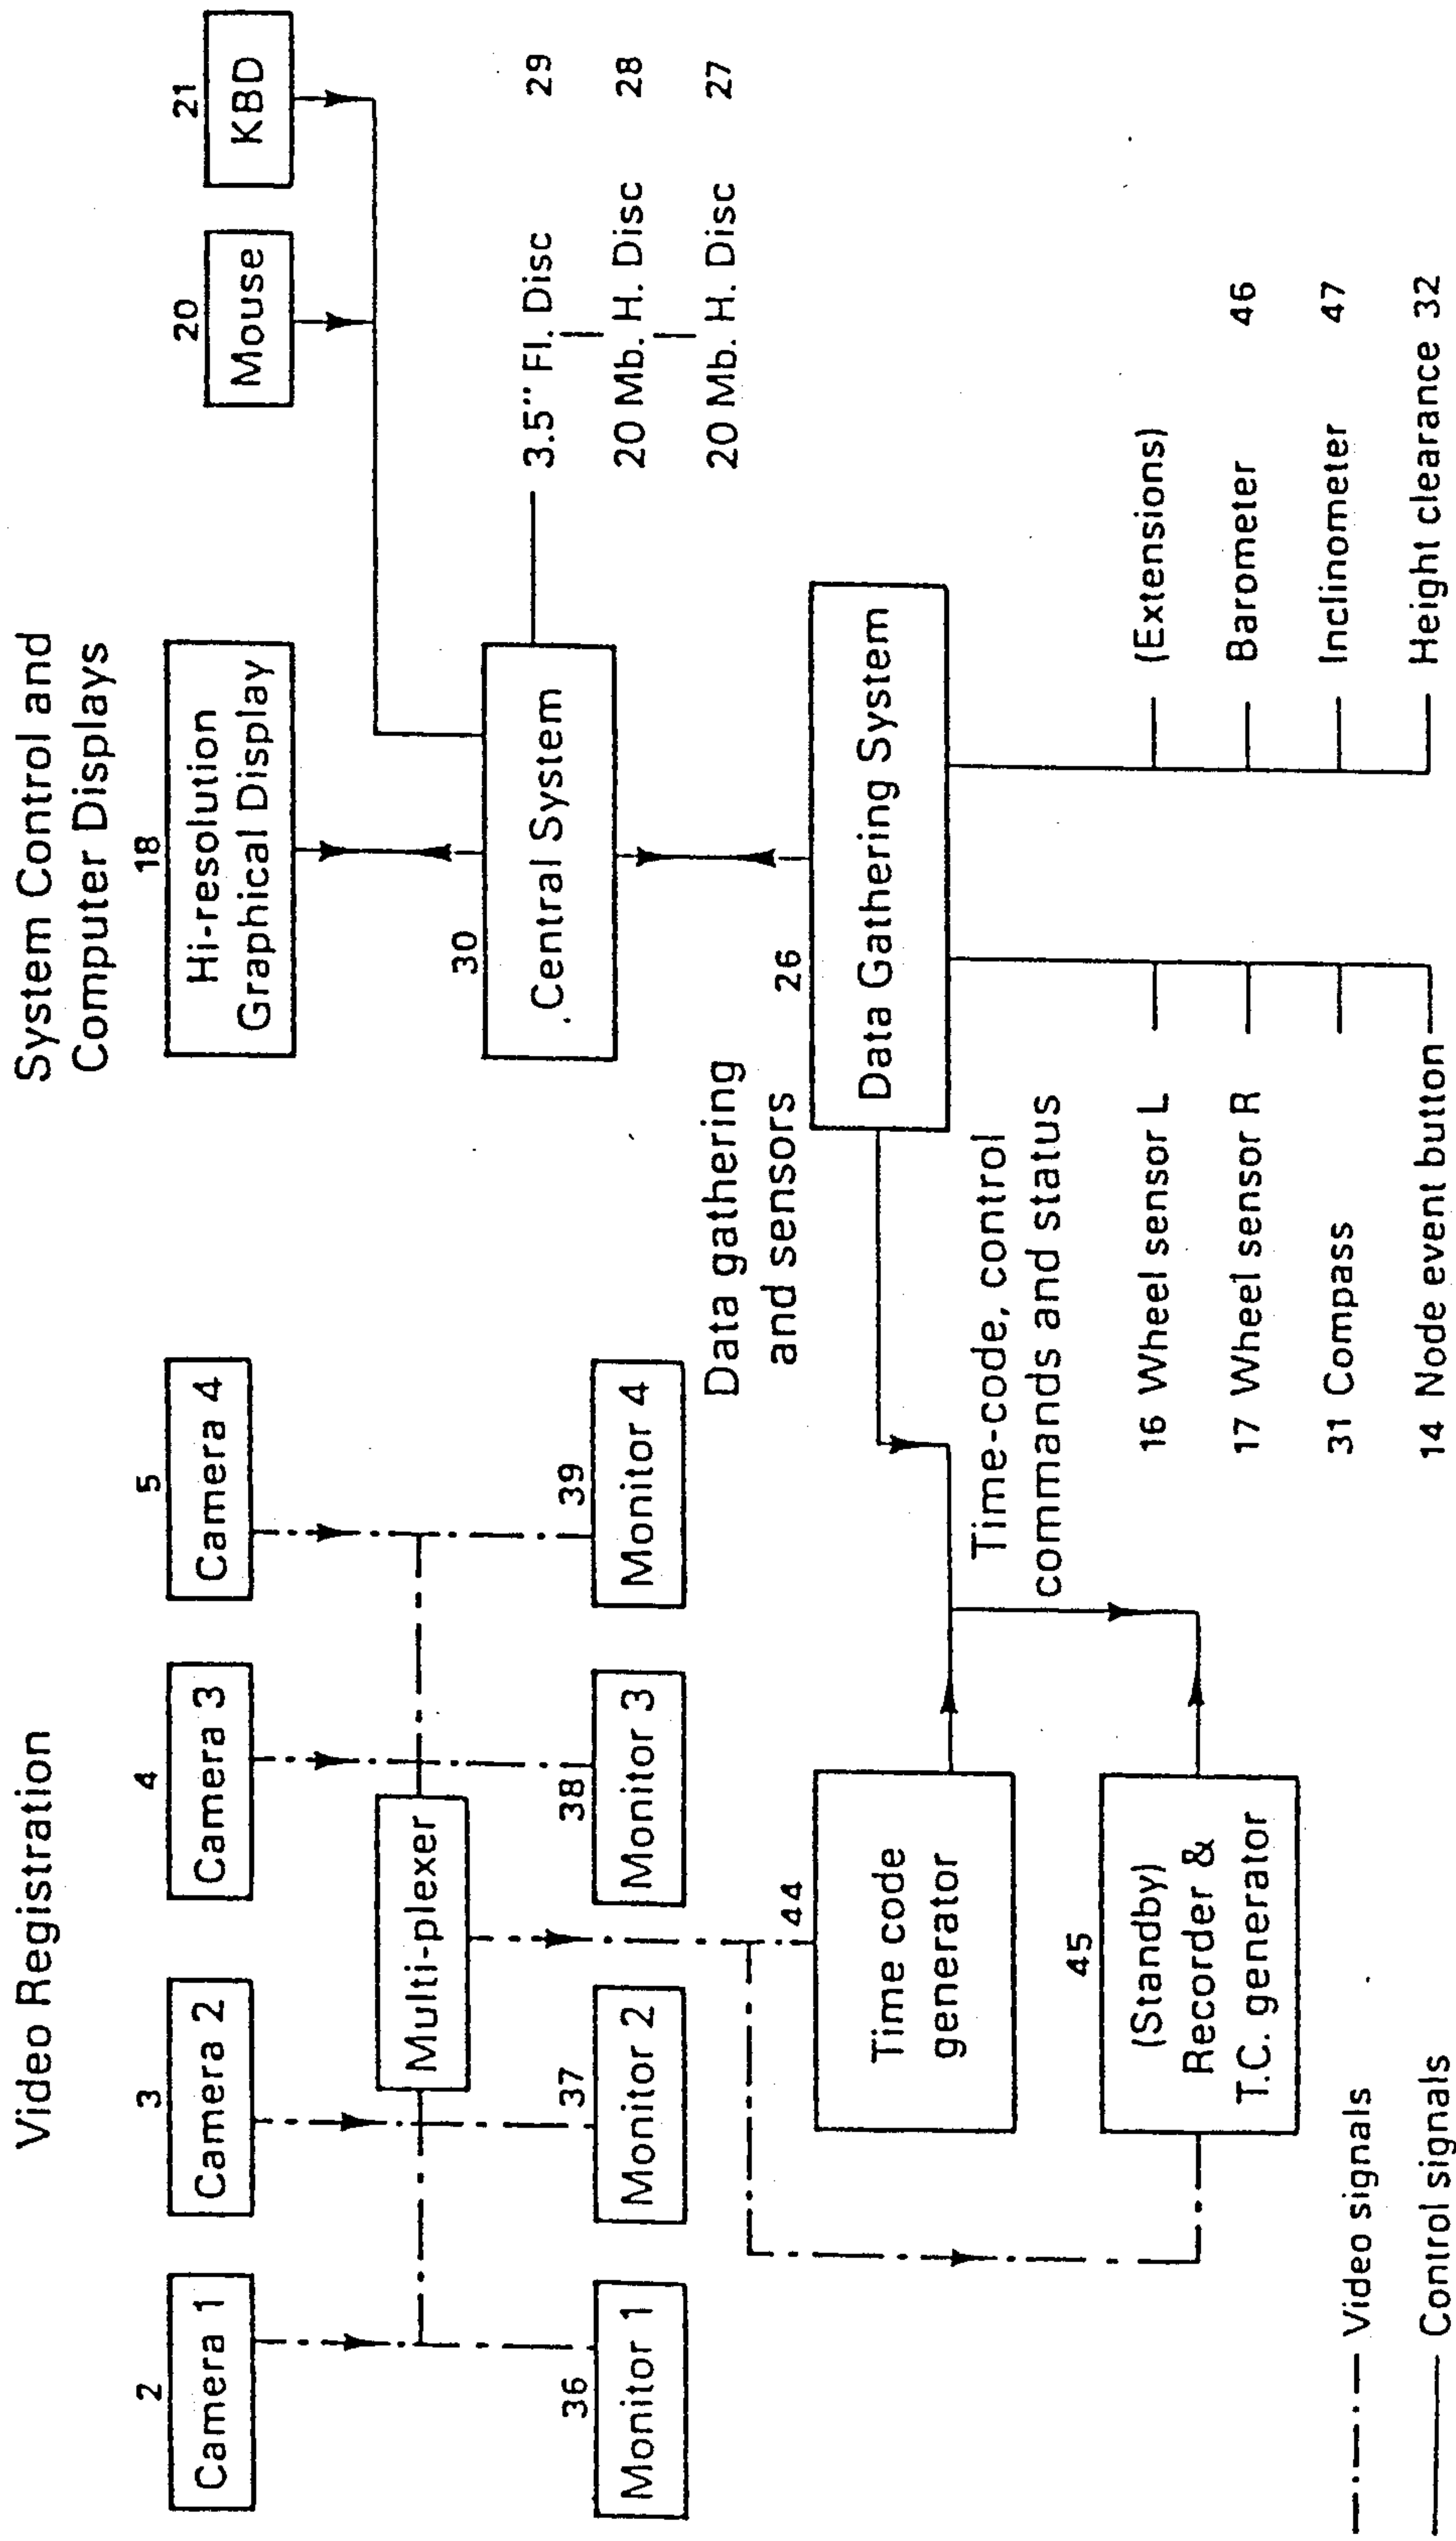 Video Registration
2
Camera 1
3
Camera 2
4
Camera 3
5
Camera 4
Multi-plexer
36
Monitor 1
37
Monitor 2
38
Monitor 3
39
Monitor 4
44
Time code
generator
45
(Standby)
Recorder &
T.C. generator
Video signals
Control signals
System Control and
Computer Displays
18
Hi-resolution
Graphical Display
20
Mouse
21
KBD
30
Central System
3.5" Fl. Disc 29
20 Mb. H. Disc 28
20 Mb. H. Disc 27
Data gathering
and sensors
26
Data Gathering System
Time-code, control
commands and status
16 Wheel sensor L
17 Wheel sensor R
31 Compass
14 Node event button
(Extensions)
Barometer 46
Inclinometer 47
Height clearance 32